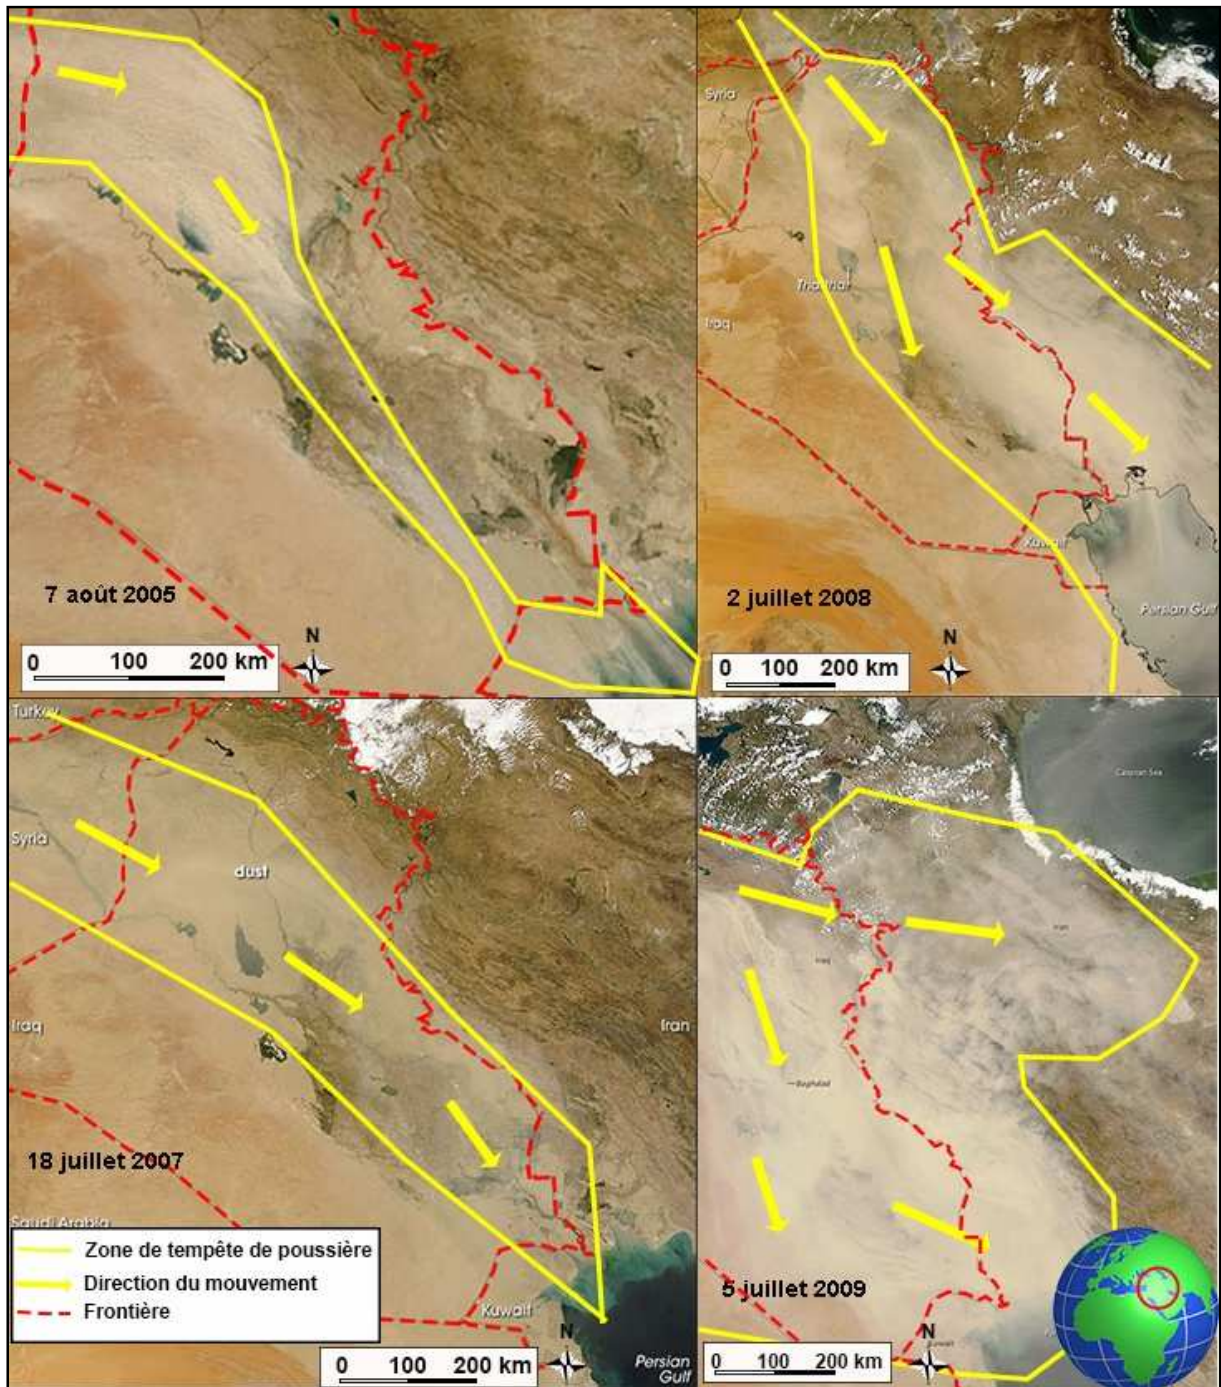 7 août 2005
N
0 100 200 km
Syria
Iraq
Kuwait
Persian Gulf
2 juillet 2008
N
0 100 200 km
Turkey
Syria
dust
Iraq
Iran
18 juillet 2007
Saudi Arabia
Zone de tempête de poussière
Direction du mouvement
Frontière
Kuwait
N
0 100 200 km
Persian
Gulf
Caspian Sea
Iran
Iraq
Baghdad
5 juillet 2009
N
Kuwait
0 100 200 km